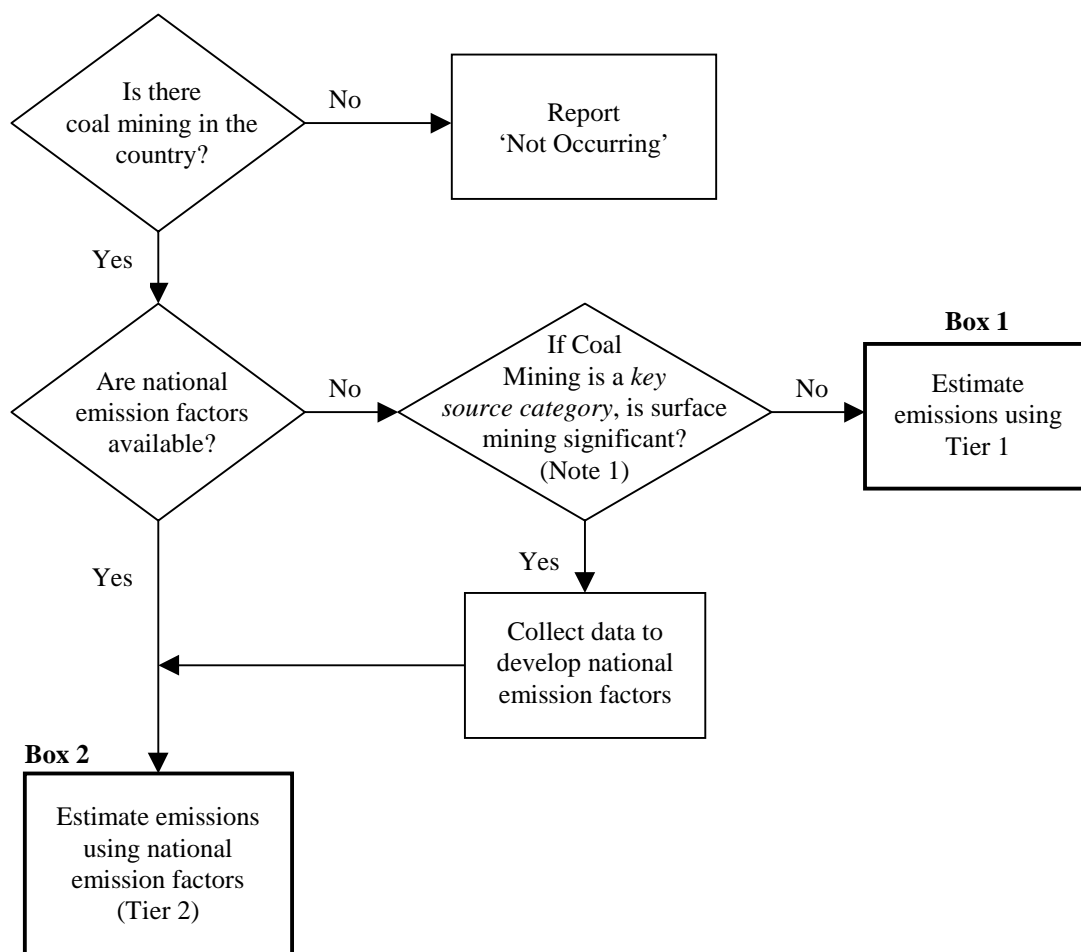 Is there
coal mining in the
country?
No
Report
‘Not Occurring’
Yes
Are national
emission factors
available?
No
If Coal
Mining is a key
source category, is surface
mining significant?
(Note 1)
No
Box 1
Estimate
emissions using
Tier 1
Yes
Yes
Collect data to
develop national
emission factors
Box 2
Estimate emissions
using national
emission factors
(Tier 2)